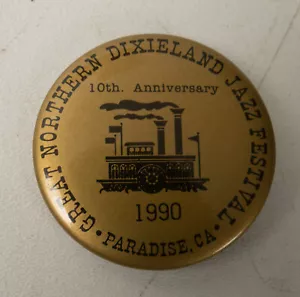 · GREAT NORTHERN DIXIELAND JAZZ FESTIVAL ·
10th. Anniversary
1990
PARADISE, CA